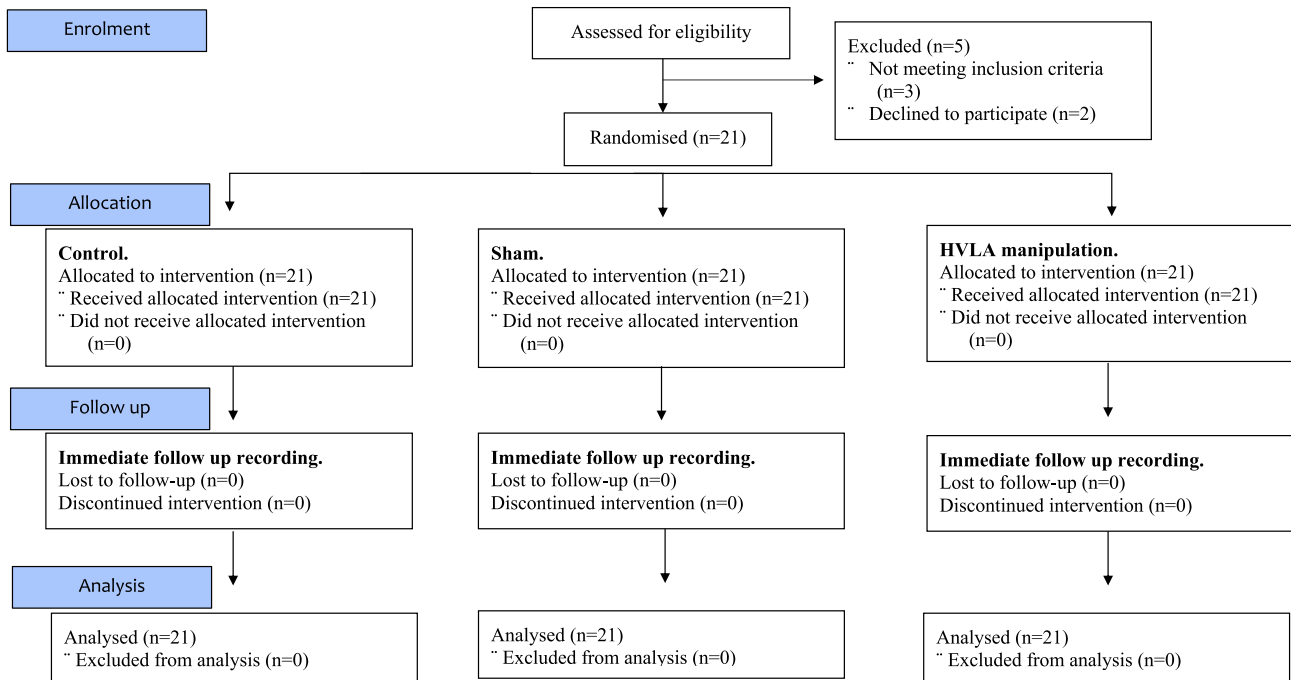 Enrolment
Assessed for eligibility
Excluded (n=5)
¨ Not meeting inclusion criteria
(n=3)
¨ Declined to participate (n=2)
Randomised (n=21)
Allocation
Control.
Allocated to intervention (n=21)
¨ Received allocated intervention (n=21)
¨ Did not receive allocated intervention
(n=0)
Sham.
Allocated to intervention (n=21)
¨ Received allocated intervention (n=21)
¨ Did not receive allocated intervention
(n=0)
HVLA manipulation.
Allocated to intervention (n=21)
¨ Received allocated intervention (n=21)
¨ Did not receive allocated intervention
(n=0)
Follow up
Immediate follow up recording.
Lost to follow-up (n=0)
Discontinued intervention (n=0)
Immediate follow up recording.
Lost to follow-up (n=0)
Discontinued intervention (n=0)
Immediate follow up recording.
Lost to follow-up (n=0)
Discontinued intervention (n=0)
Analysis
Analysed (n=21)
¨ Excluded from analysis (n=0)
Analysed (n=21)
¨ Excluded from analysis (n=0)
Analysed (n=21)
¨ Excluded from analysis (n=0)